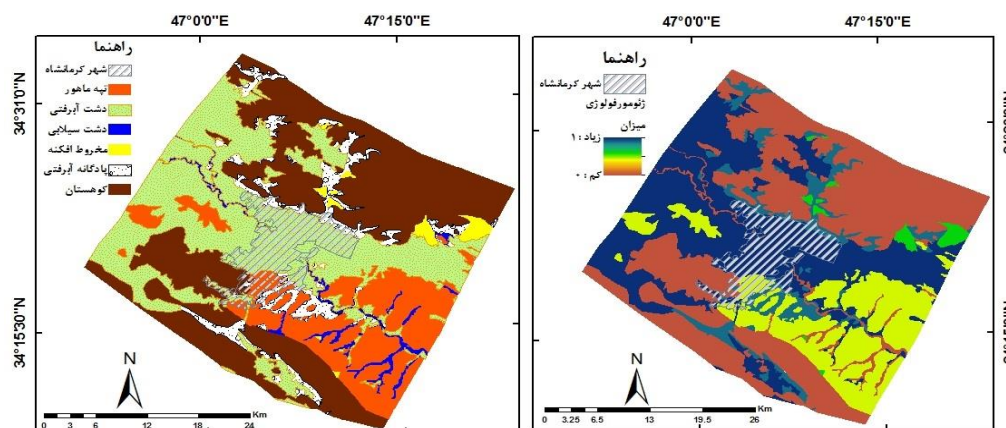 47°0'0"E 47°15'0"E
34°31'0"N
34°15'30"N
راهنما
شهر کرمانشاه
تپه ماهور
دشت آبرفتی
دشت سیلابی
مخروط افکنه
پادگانه آبرفتی
کوهستان
N
Km
0 3 6 12 18 24
47°0'0"E 47°15'0"E
راهنما
شهر کرمانشاه
ژئومورفولوژی
میزان
زیاد : ۱
کم : ۰
N
Km
0 3.25 6.5 13 19.5 26